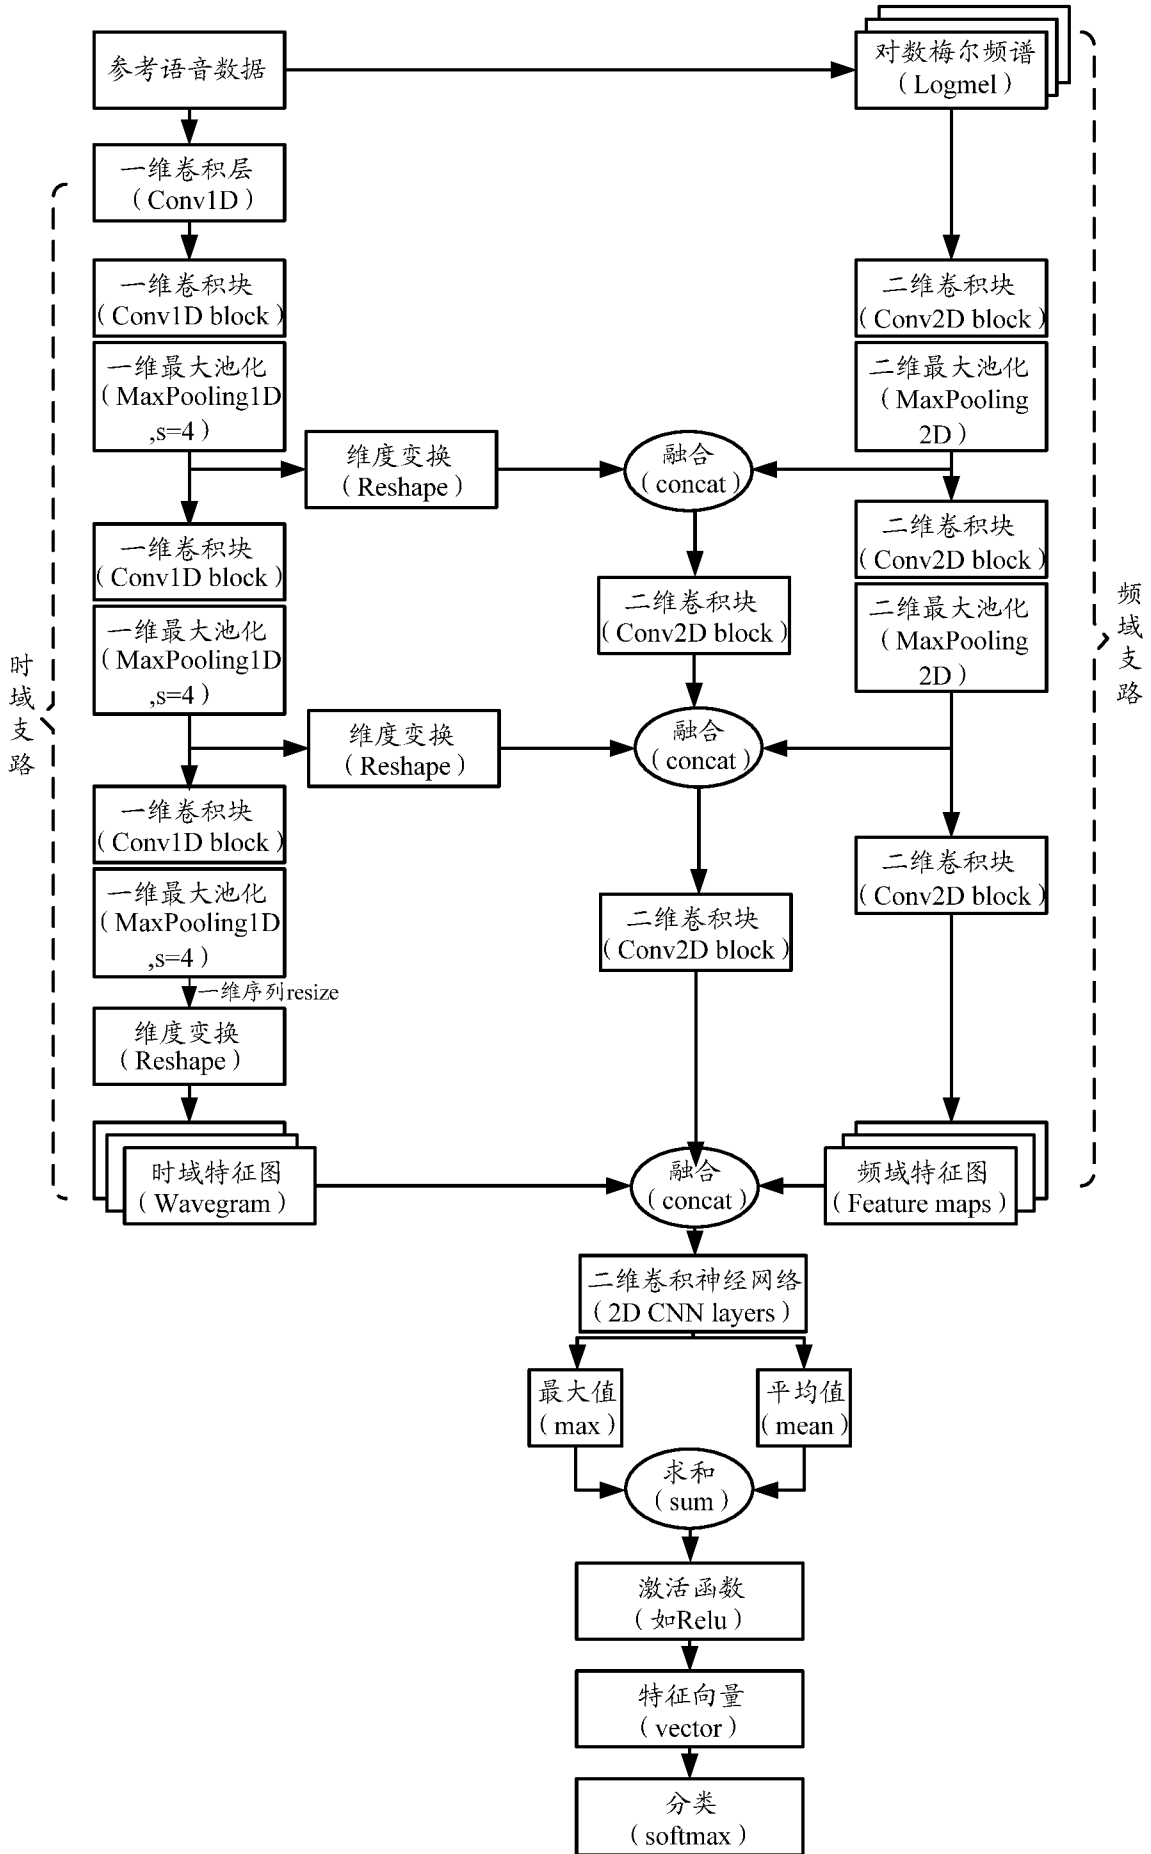 参考语音数据
对数梅尔频谱
（Logmel）
一维卷积层
（Conv1D）
一维卷积块
（Conv1D block）
二维卷积块
（Conv2D block）
一维最大池化
（MaxPooling1D
,s=4）
二维最大池化
（MaxPooling
2D）
维度变换
（Reshape）
融合
（concat）
一维卷积块
（Conv1D block）
二维卷积块
（Conv2D block）
二维卷积块
（Conv2D block）
一维最大池化
（MaxPooling1D
,s=4）
二维最大池化
（MaxPooling
2D）
时域支路
频域支路
维度变换
（Reshape）
融合
（concat）
一维卷积块
（Conv1D block）
二维卷积块
（Conv2D block）
一维最大池化
（MaxPooling1D
,s=4）
二维卷积块
（Conv2D block）
一维序列resize
维度变换
（Reshape）
时域特征图
（Wavegram）
融合
（concat）
频域特征图
（Feature maps）
二维卷积神经网络
（2D CNN layers）
最大值
（max）
平均值
（mean）
求和
（sum）
激活函数
（如Relu）
特征向量
（vector）
分类
（softmax）